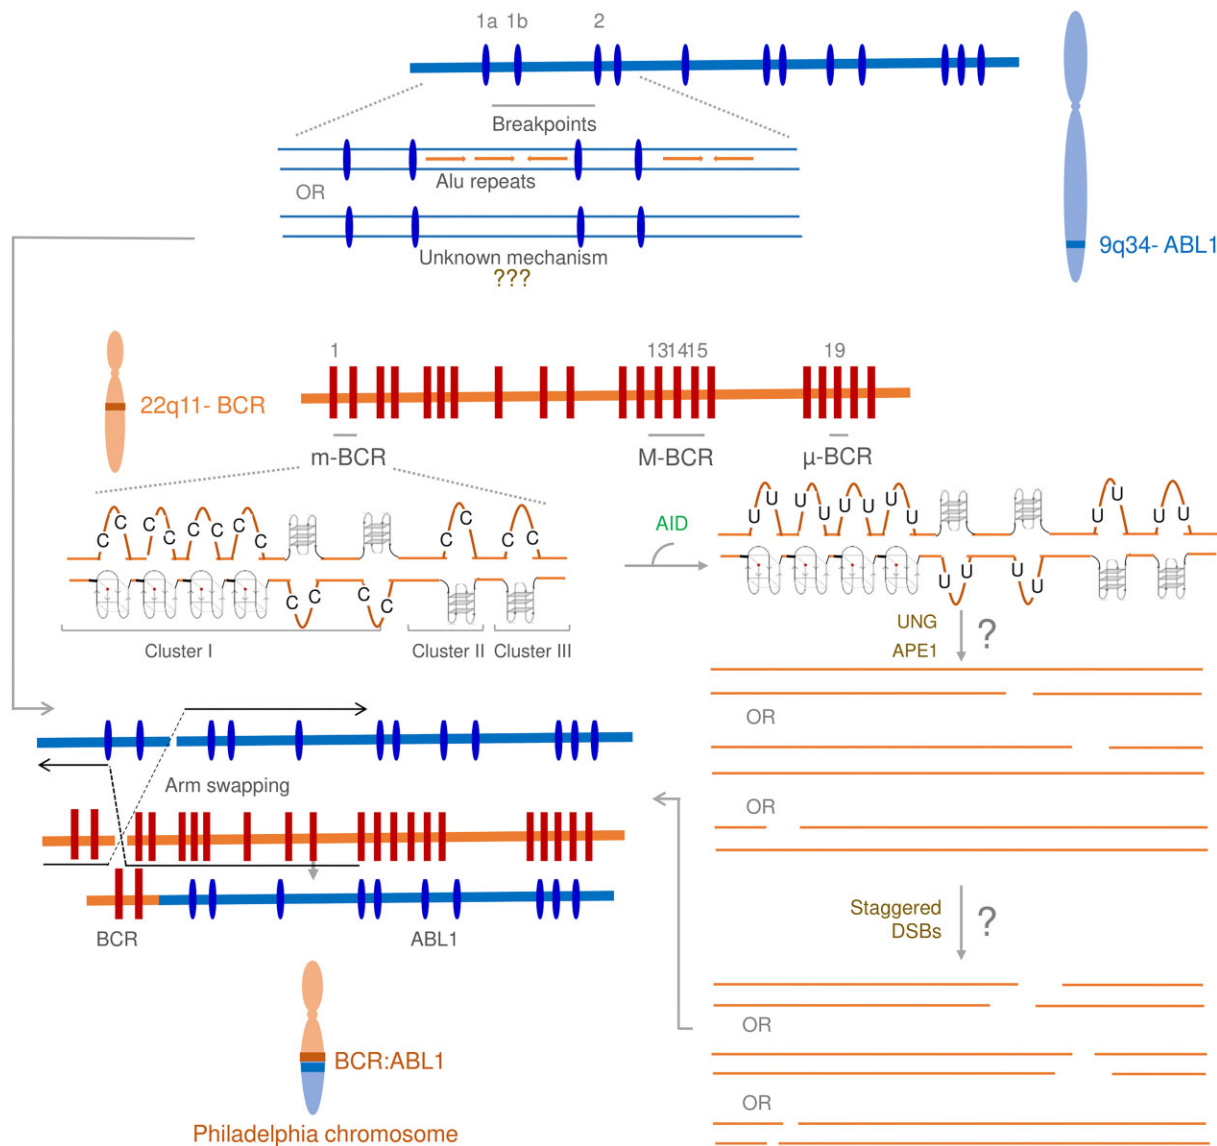 1a 1b 2
Breakpoints
Alu repeats
OR
Unknown mechanism
???
9q34- ABL1
1 131415 19
22q11- BCR
m-BCR M-BCR µ-BCR
C C C C C C C C C C
C C C C
Cluster I Cluster II Cluster III
AID
U U U U U U U U U U U U
U U U U
UNG
APE1
?
OR
OR
Staggered
DSBs
?
OR
OR
Arm swapping
BCR ABL1
BCR:ABL1
Philadelphia chromosome